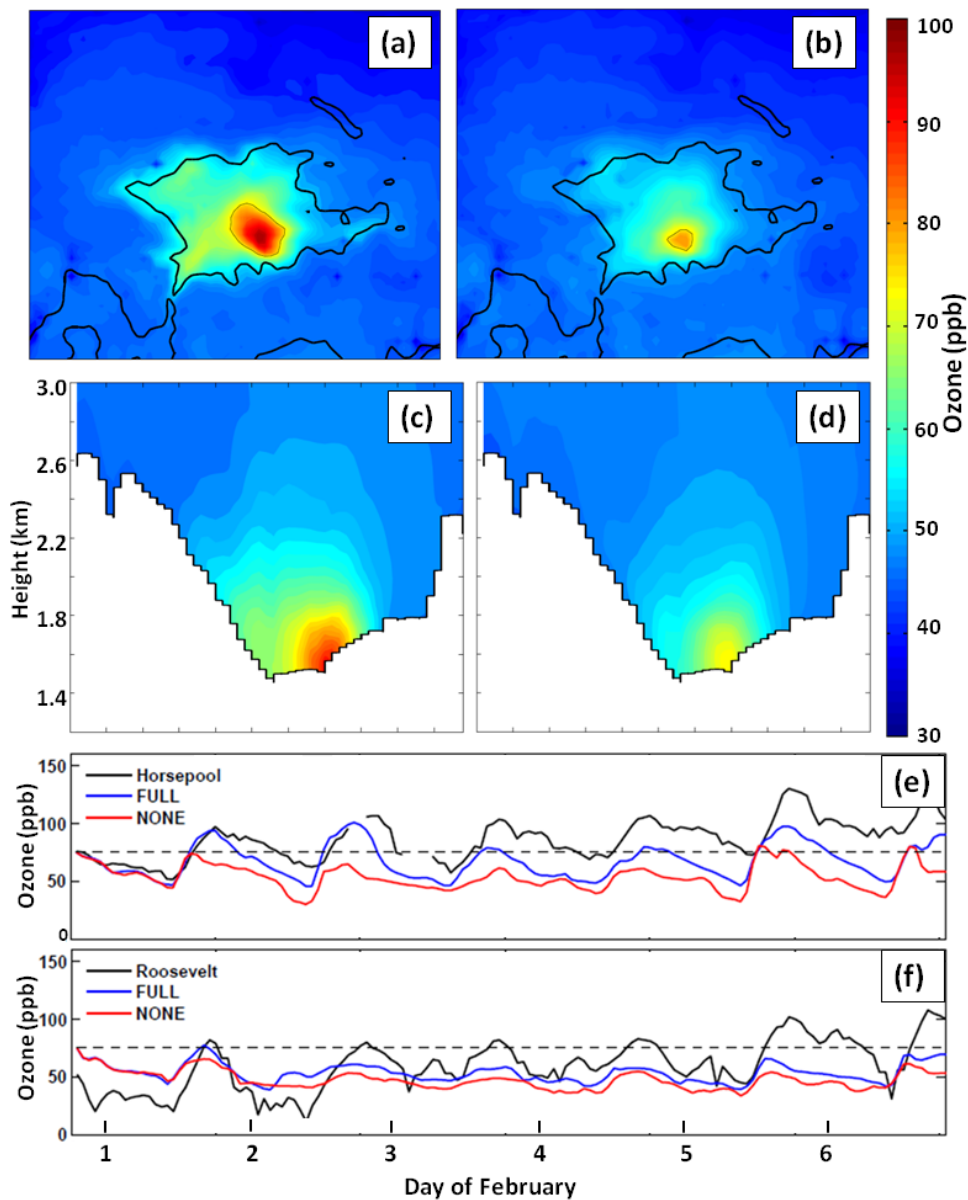 (a)
(b)
100
90
80
70
60
50
40
30
Ozone (ppb)
(c)
(d)
3.0
2.6
2.2
1.8
1.4
Height (km)
(e)
150
100
50
0
Ozone (ppb)
Horsepool
FULL
NONE
(f)
150
100
50
0
Ozone (ppb)
Roosevelt
FULL
NONE
1 2 3 4 5 6
Day of February